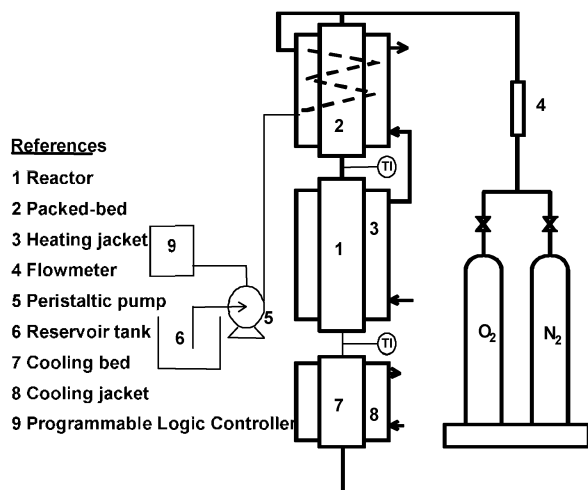 References
1 Reactor
2 Packed-bed
3 Heating jacket
4 Flowmeter
5 Peristaltic pump
6 Reservoir tank
7 Cooling bed
8 Cooling jacket
9 Programmable Logic Controller
2
4
TI
3
1
9
5
6
TI
7
8
O₂
N₂